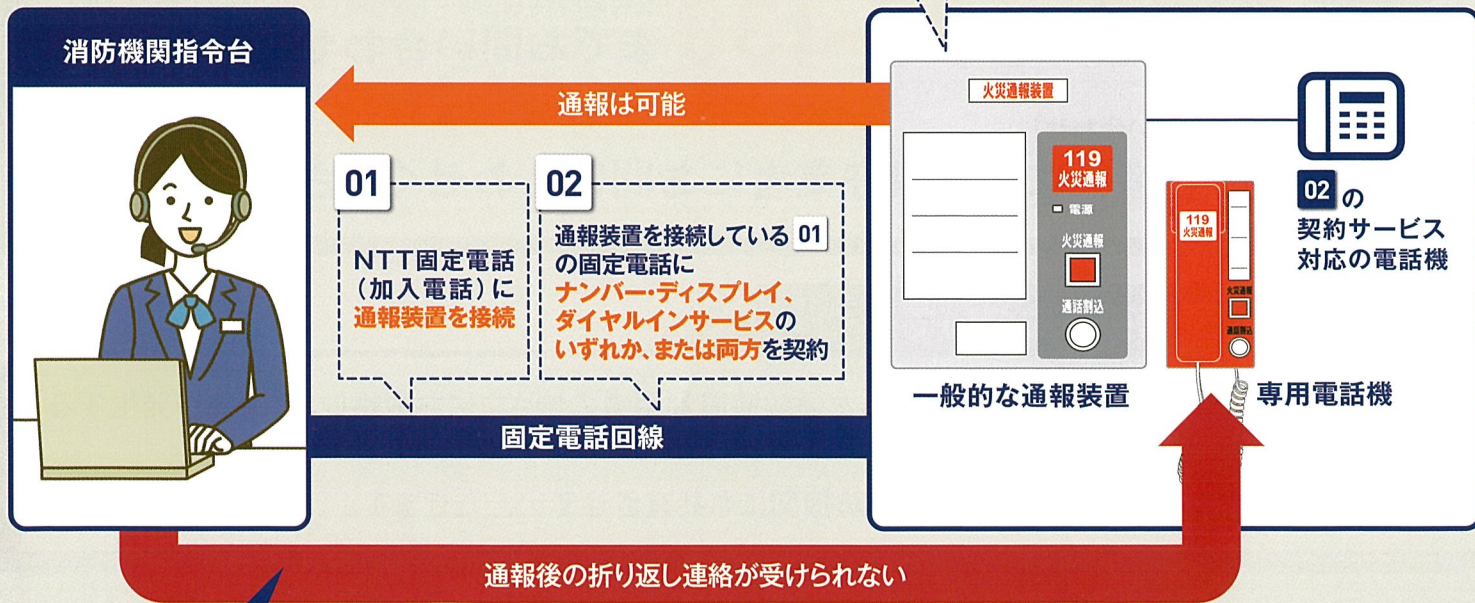 消防機関指令台
通報は可能
01
NTT固定電話
（加入電話）に
通報装置を接続
02
通報装置を接続している 01
の固定電話に
ナンバー・ディスプレイ、
ダイヤルインサービスの
いずれか、または両方を契約
固定電話回線
火災通報装置
119
火災通報
電源
火災通報
通話割込
一般的な通報装置
119
火災通報
火災通報
通話割込
専用電話機
02 の
契約サービス
対応の電話機
通報後の折り返し連絡が受けられない